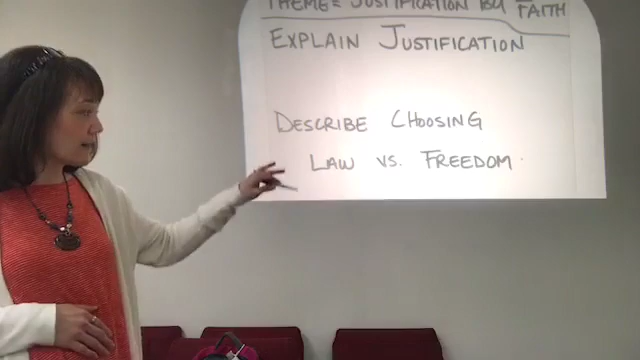 THEME = JUSTIFICATION BY FAITH
EXPLAIN JUSTIFICATION
DESCRIBE CHOOSING
LAW VS. FREEDOM